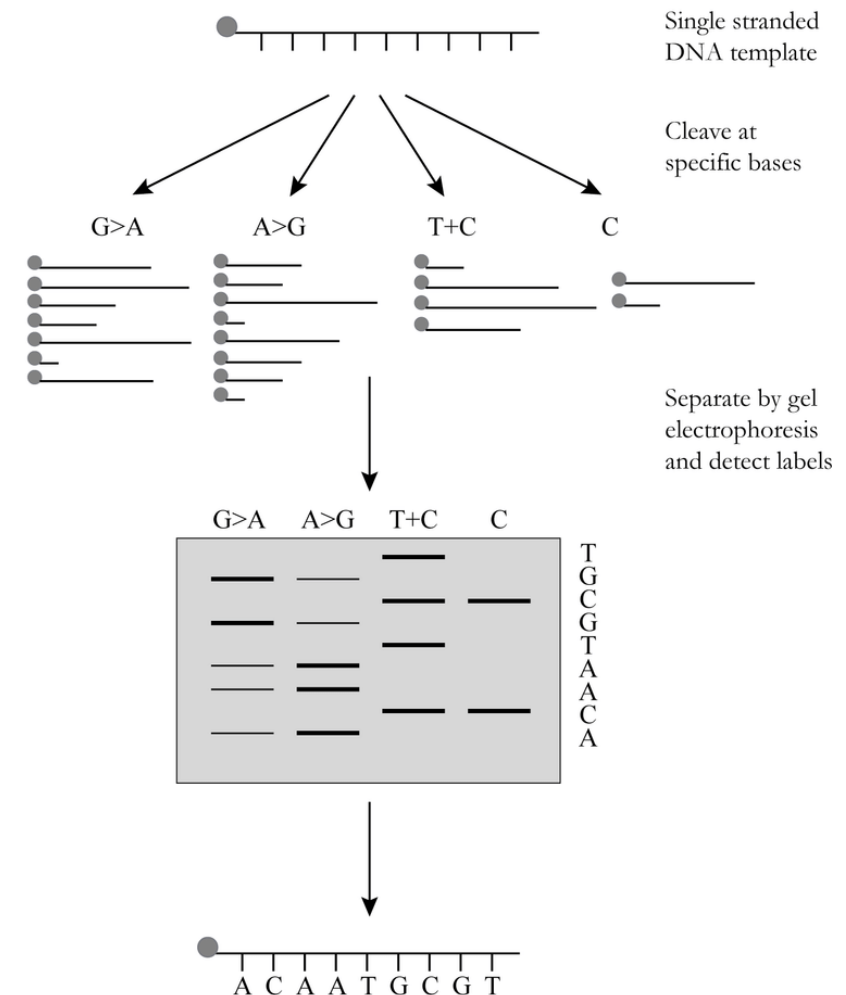 Single stranded
DNA template
Cleave at
specific bases
G>A
A>G
T+C
C
Separate by gel
electrophoresis
and detect labels
G>A
A>G
T+C
C
T
G
C
G
T
A
A
C
A
A C A A T G C G T